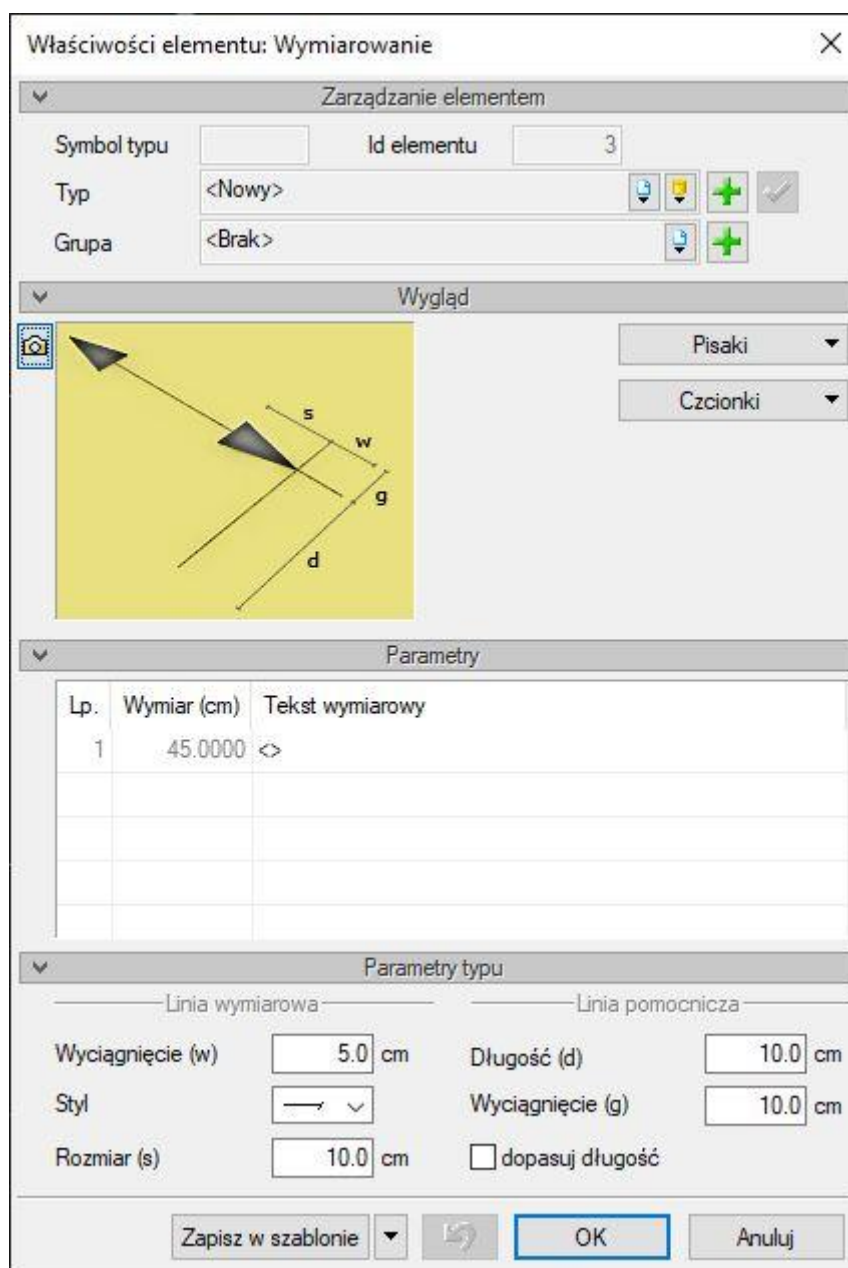 Właściwości elementu: Wymiarowanie
Zarządzanie elementem
Symbol typu Id elementu 3
Typ <Nowy>
Grupa <Brak>
Wygląd
Pisaki
Czcionki
s
w
g
d
Parametry
Lp. Wymiar (cm) Tekst wymiarowy
1 45.0000 <>
Parametry typu
Linia wymiarowa Linia pomocnicza
Wyciągnięcie (w) 5.0 cm Długość (d) 10.0 cm
Styl Wyciągnięcie (g) 10.0 cm
Rozmiar (s) 10.0 cm dopasuj długość
Zapisz w szablonie OK Anuluj